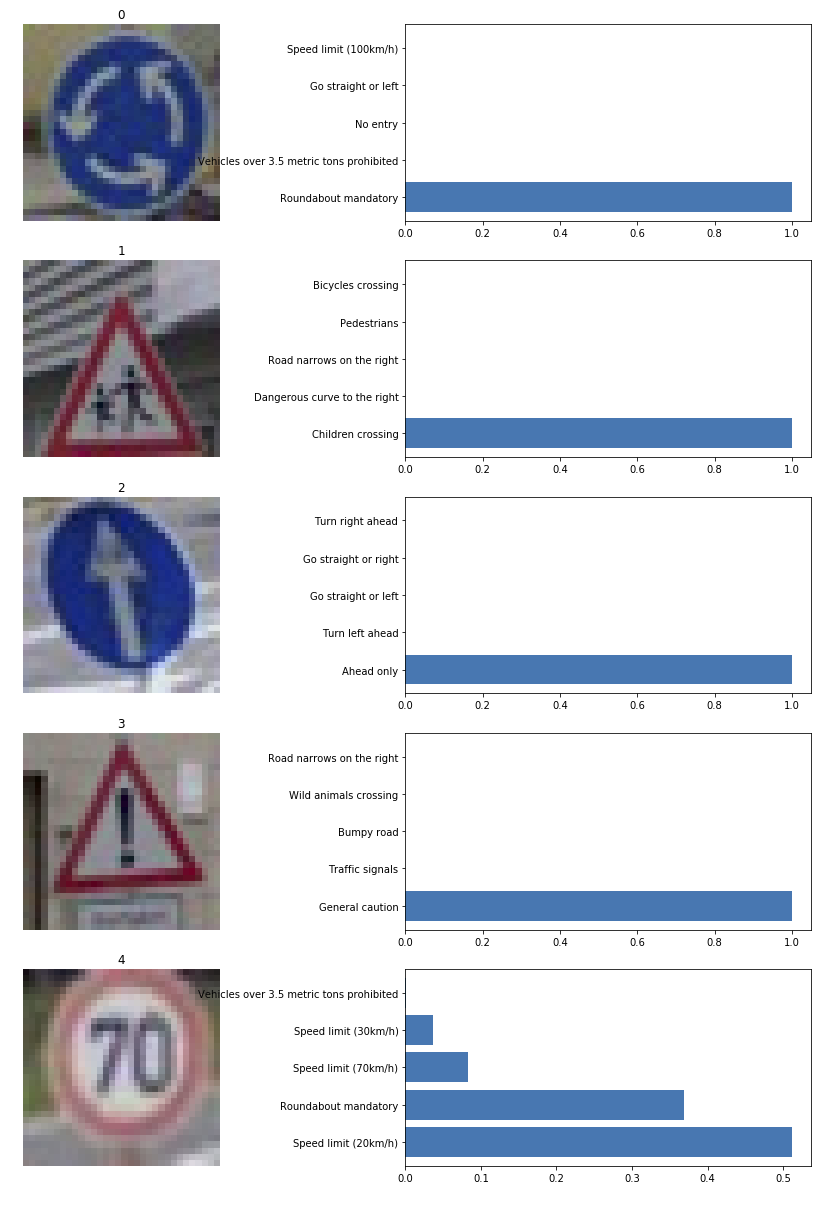 0
Speed limit (100km/h)
Go straight or left
No entry
Vehicles over 3.5 metric tons prohibited
Roundabout mandatory
0.0 0.2 0.4 0.6 0.8 1.0
1
Bicycles crossing
Pedestrians
Road narrows on the right
Dangerous curve to the right
Children crossing
0.0 0.2 0.4 0.6 0.8 1.0
2
Turn right ahead
Go straight or right
Go straight or left
Turn left ahead
Ahead only
0.0 0.2 0.4 0.6 0.8 1.0
3
!
Road narrows on the right
Wild animals crossing
Bumpy road
Traffic signals
General caution
0.0 0.2 0.4 0.6 0.8 1.0
4
70
Vehicles over 3.5 metric tons prohibited
Speed limit (30km/h)
Speed limit (70km/h)
Roundabout mandatory
Speed limit (20km/h)
0.0 0.1 0.2 0.3 0.4 0.5